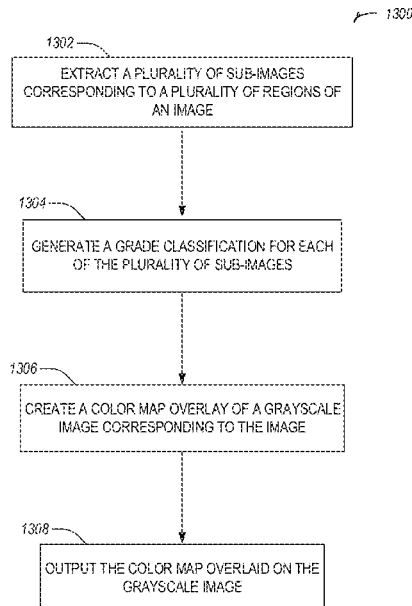 1300
1302
EXTRACT A PLURALITY OF SUB-IMAGES
CORRESPONDING TO A PLURALITY OF REGIONS OF
AN IMAGE
1304
GENERATE A GRADE CLASSIFICATION FOR EACH
OF THE PLURALITY OF SUB-IMAGES
1306
CREATE A COLOR MAP OVERLAY OF A GRAYSCALE
IMAGE CORRESPONDING TO THE IMAGE
1308
OUTPUT THE COLOR MAP OVERLAID ON THE
GRAYSCALE IMAGE